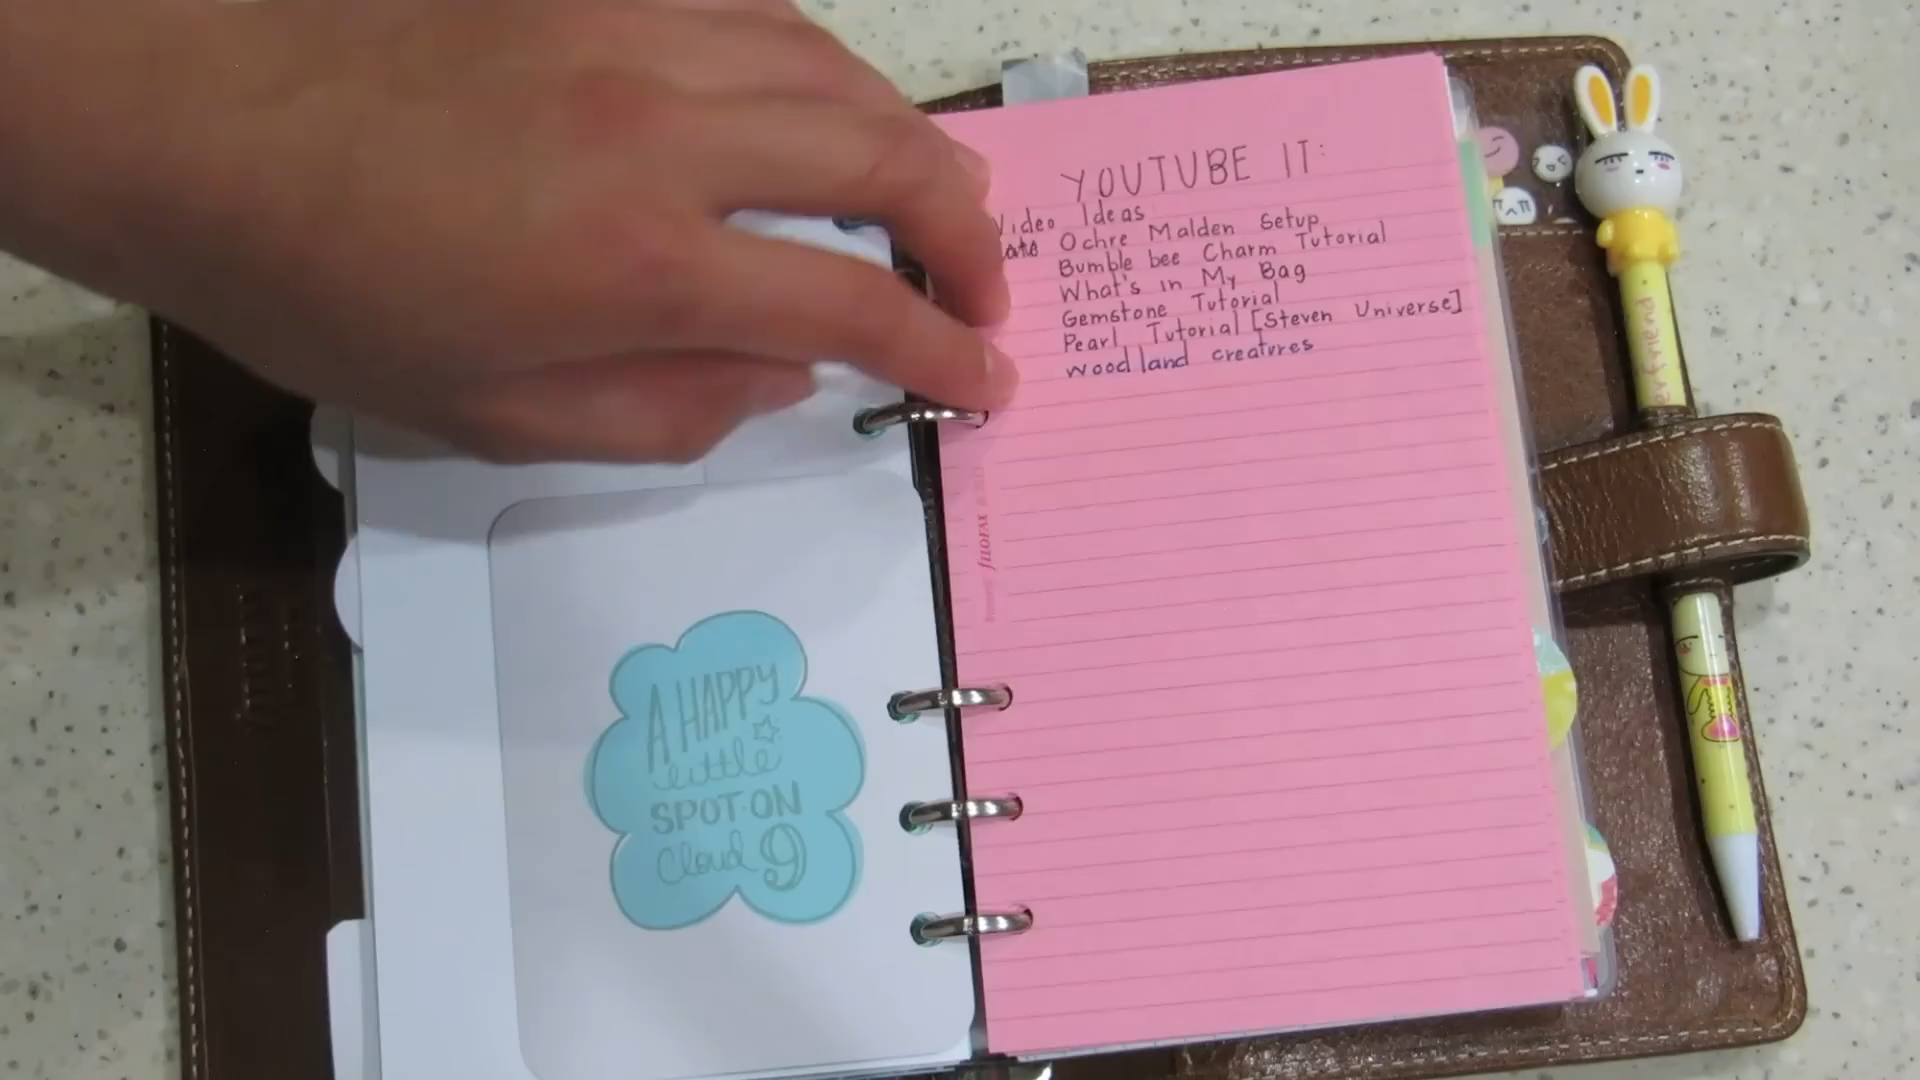 A HAPPY
little
SPOT·ON
Cloud 9
YOUTUBE IT:
Video Ideas:
Ochre Malden Setup
Bumble bee Charm Tutorial
What's in My Bag
Gemstone Tutorial
Pearl Tutorial [Steven Universe]
woodland creatures
filofax
erfriend